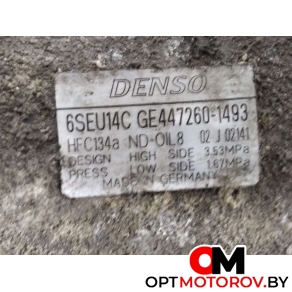 DENSO
6SEU14C GE447260-1493
HFC134a ND-OIL8 02 J 02141
DESIGN HIGH SIDE 3.53MPa
PRESS LOW SIDE 1.67MPa
MADE IN GERMANY
OM
OPTMOTOROV.BY